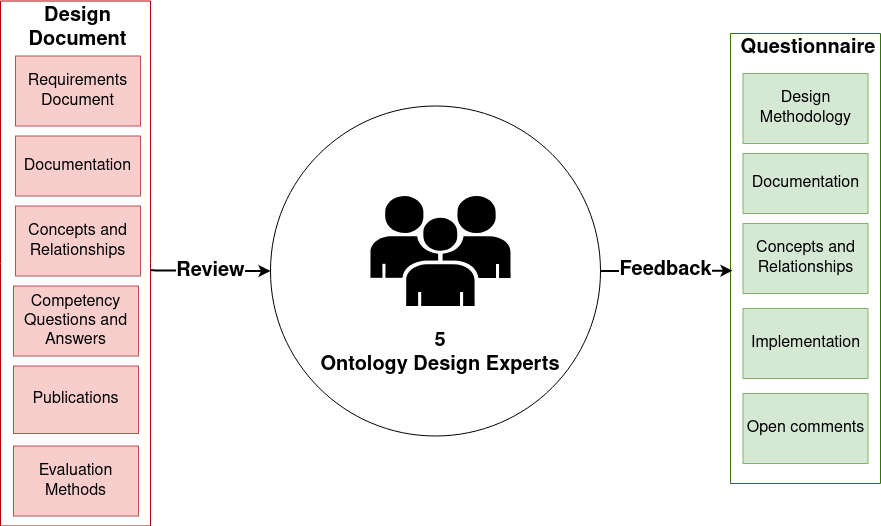 Design
Document
Requirements
Document
Documentation
Concepts and
Relationships
Competency
Questions and
Answers
Publications
Evaluation
Methods
Review
5
Ontology Design Experts
Feedback
Questionnaire
Design
Methodology
Documentation
Concepts and
Relationships
Implementation
Open comments